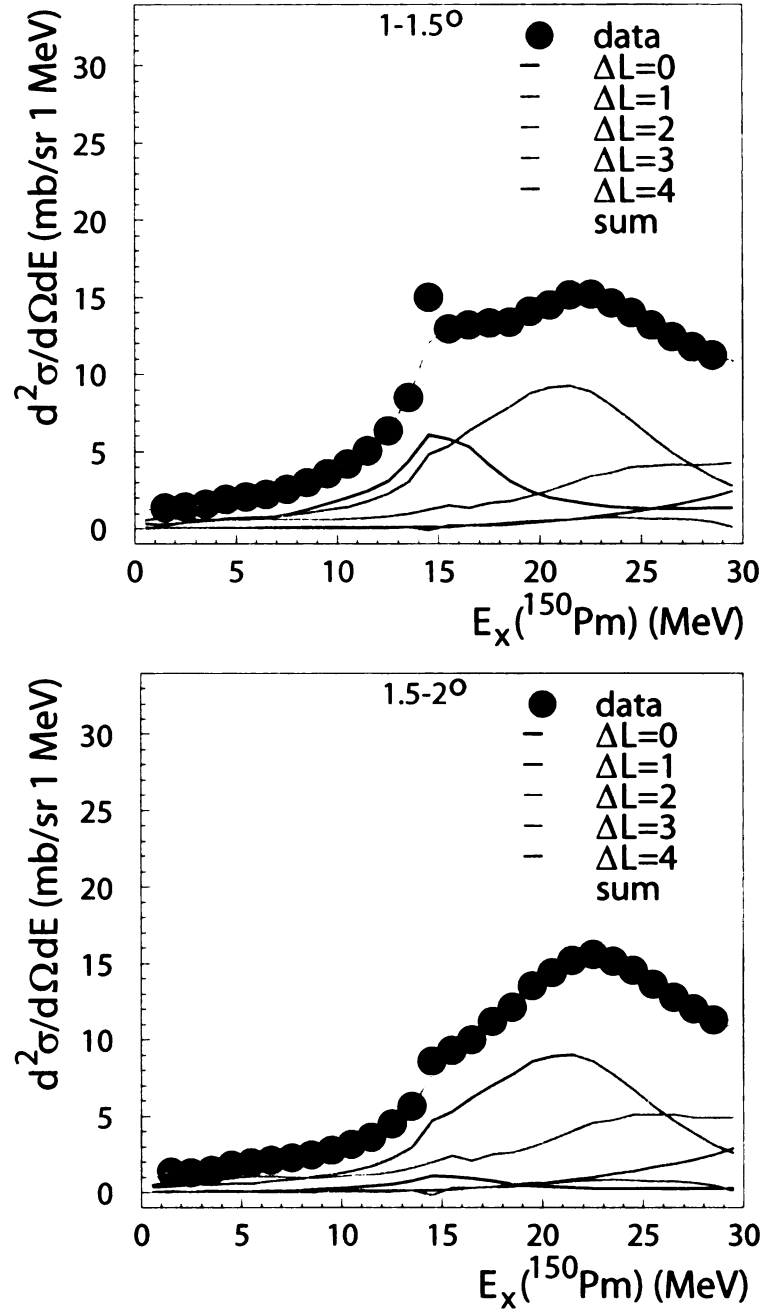 1-1.5°
data
ΔL=0
ΔL=1
ΔL=2
ΔL=3
ΔL=4
sum
d²σ/dΩdE (mb/sr 1 MeV)
30
25
20
15
10
5
0
0 5 10 15 20 25 30
Eₓ(¹⁵⁰Pm) (MeV)
1.5-2°
data
ΔL=0
ΔL=1
ΔL=2
ΔL=3
ΔL=4
sum
d²σ/dΩdE (mb/sr 1 MeV)
30
25
20
15
10
5
0
0 5 10 15 20 25 30
Eₓ(¹⁵⁰Pm) (MeV)